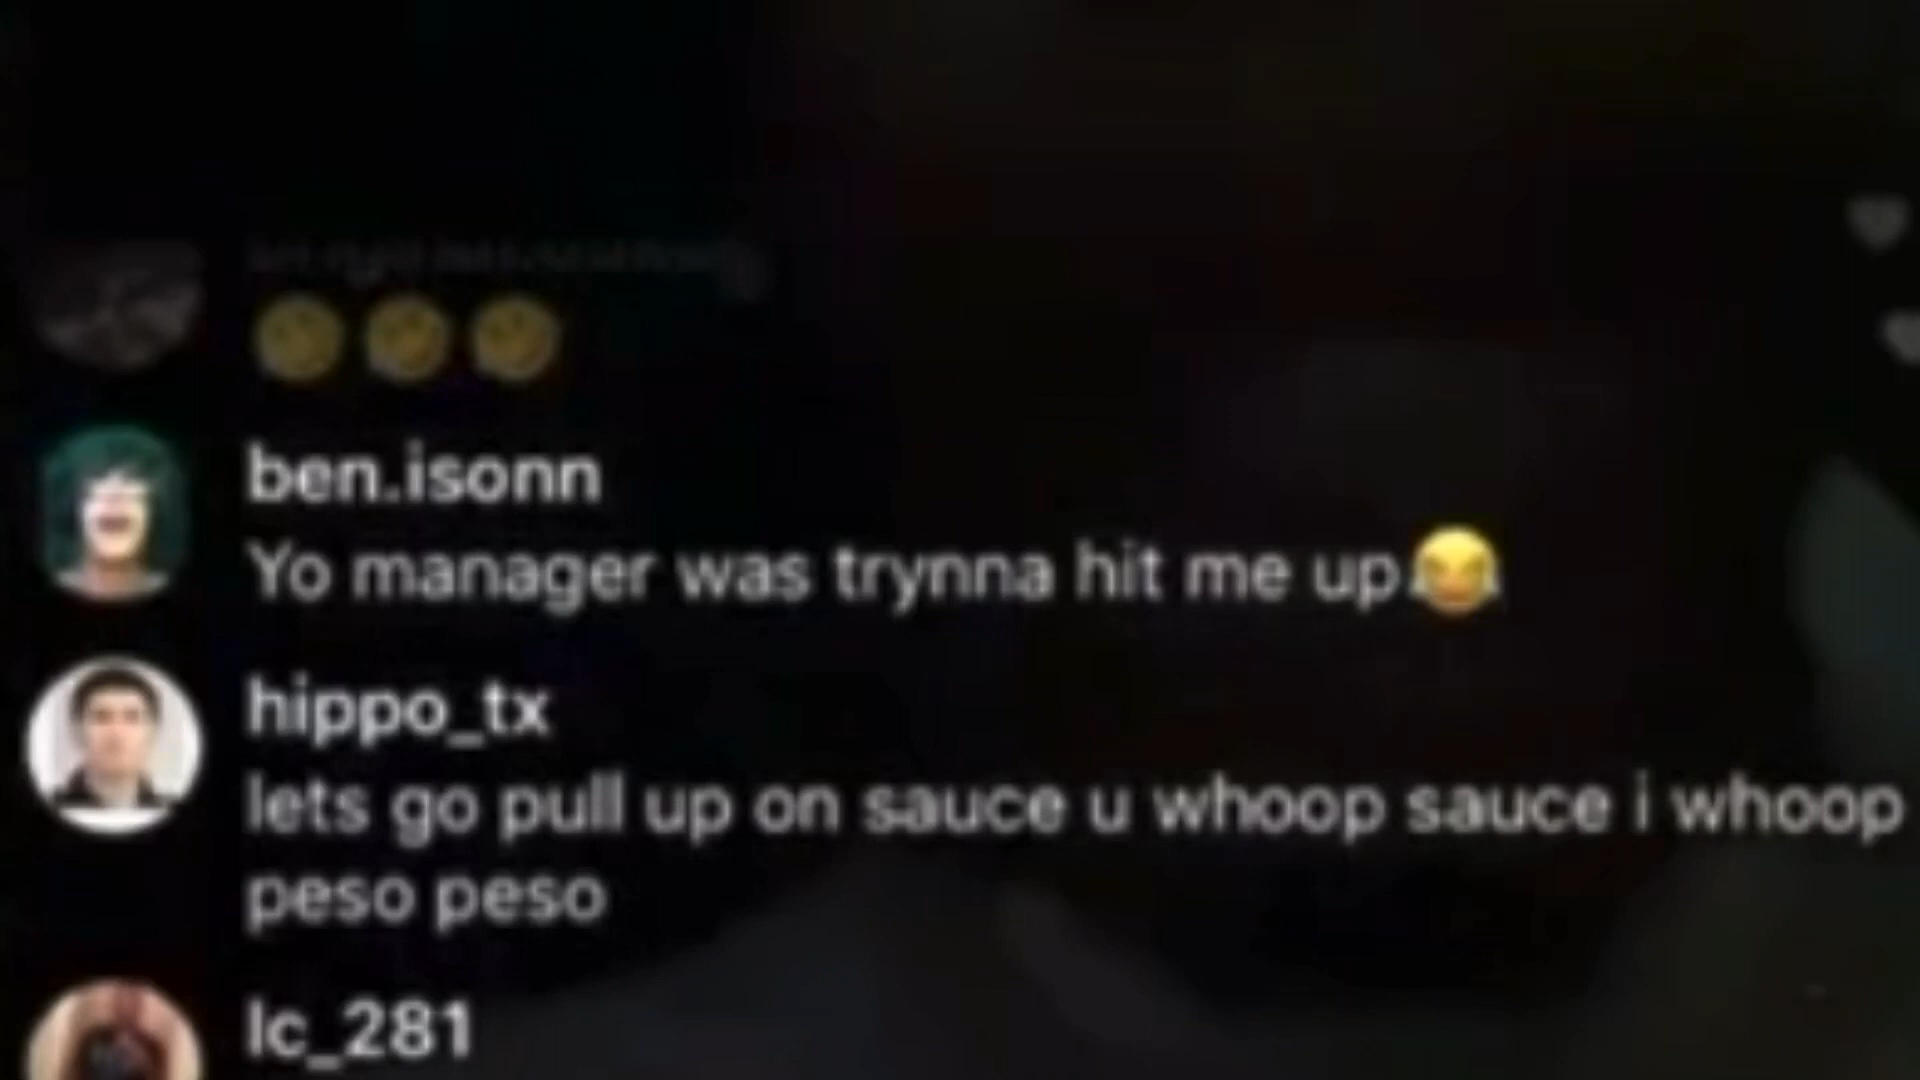 ben.isonn
Yo manager was trynna hit me up😆
hippo_tx
lets go pull up on sauce u whoop sauce i whoop
peso peso
lc_281